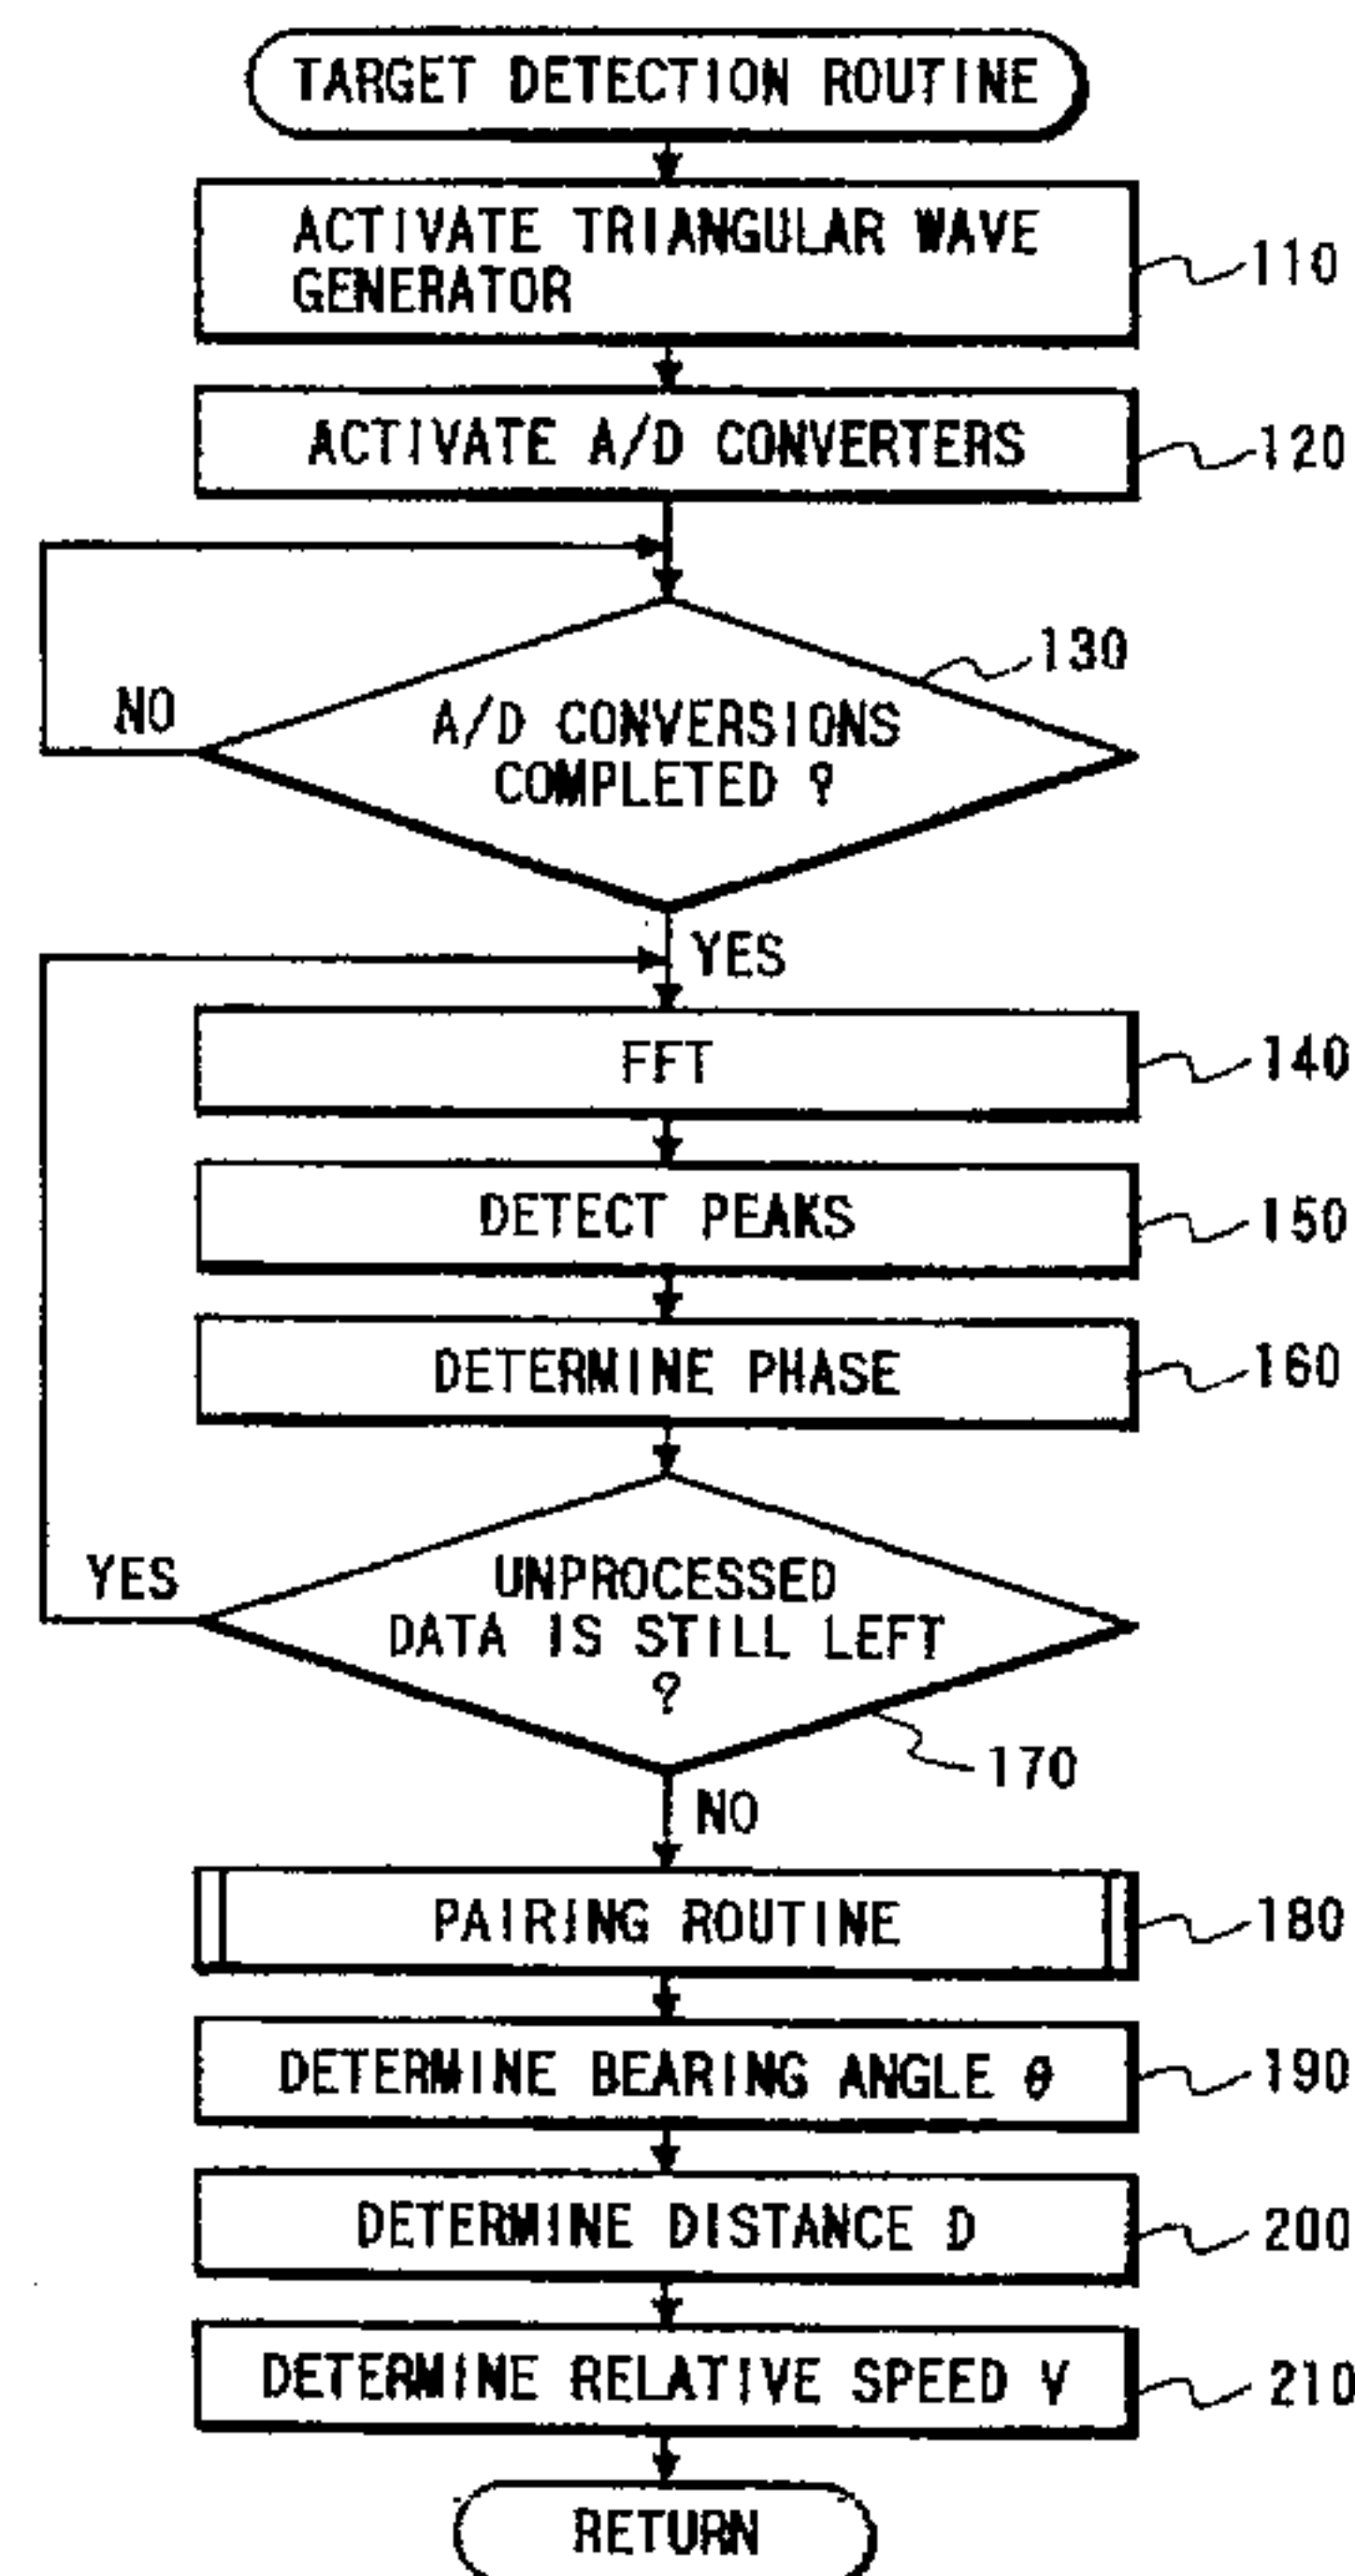 TARGET DETECTION ROUTINE
ACTIVATE TRIANGULAR WAVE
GENERATOR
110
ACTIVATE A/D CONVERTERS
120
130
NO
A/D CONVERSIONS
COMPLETED ?
YES
FFT
140
DETECT PEAKS
150
DETERMINE PHASE
160
YES
UNPROCESSED
DATA IS STILL LEFT
?
170
NO
PAIRING ROUTINE
180
DETERMINE BEARING ANGLE θ
190
DETERMINE DISTANCE D
200
DETERMINE RELATIVE SPEED V
210
RETURN